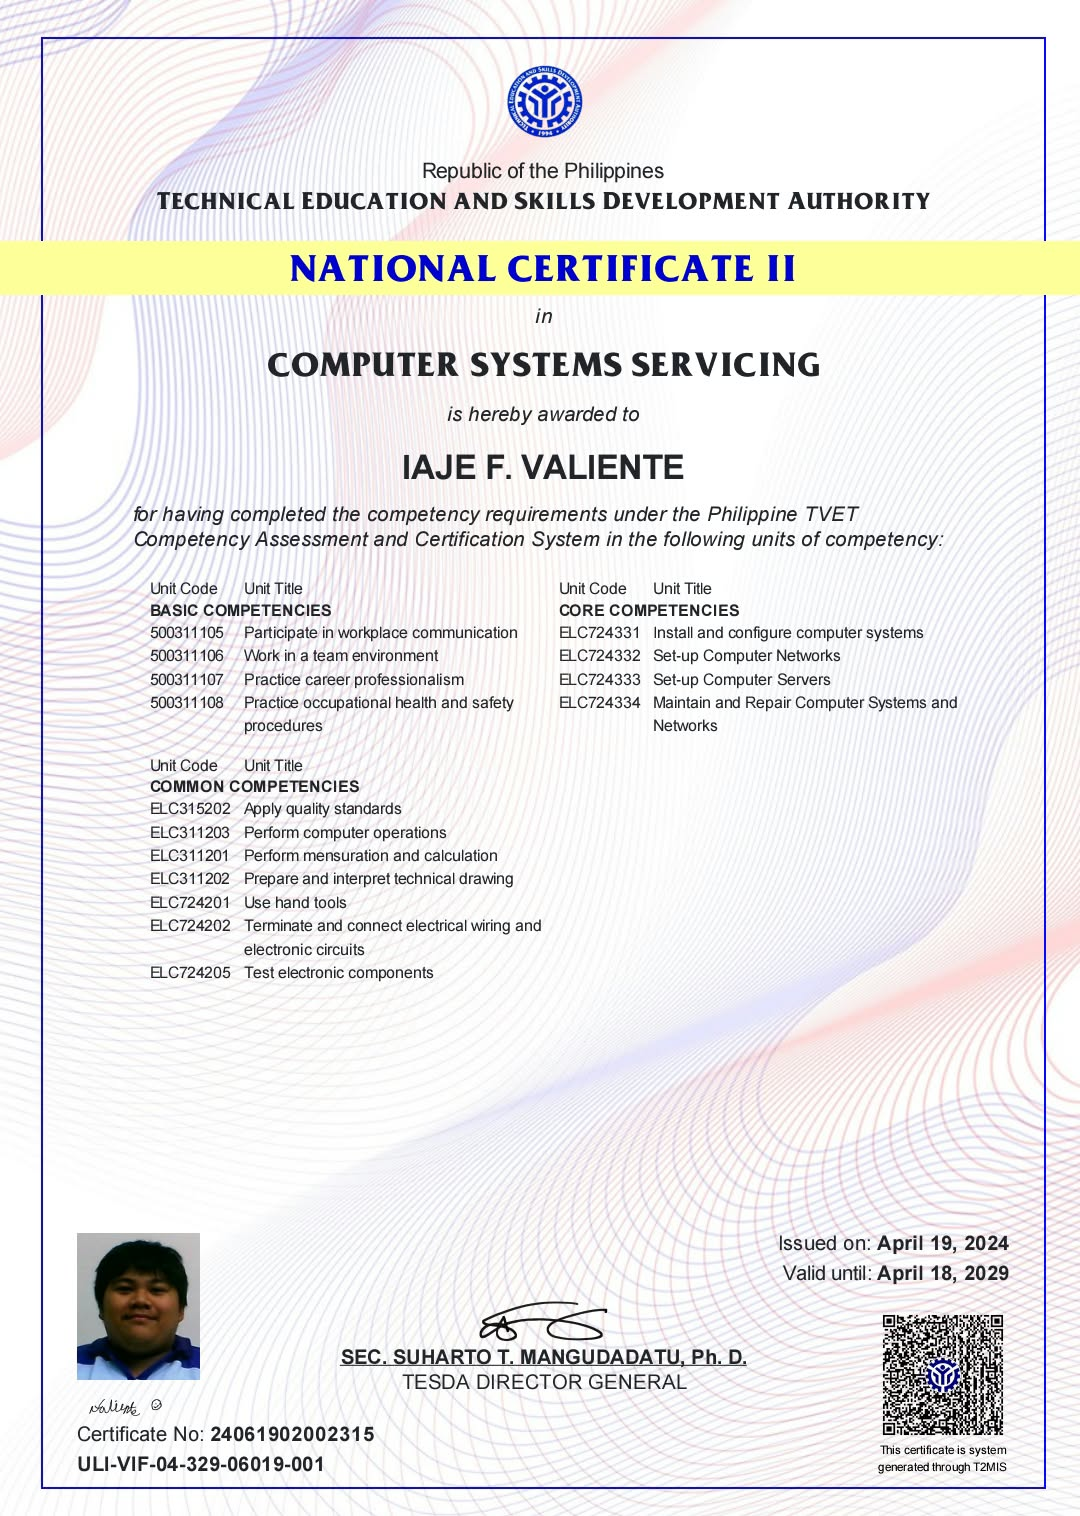 TECHNICAL EDUCATION AND SKILLS DEVELOPMENT AUTHORITY
1994
Republic of the Philippines
TECHNICAL EDUCATION AND SKILLS DEVELOPMENT AUTHORITY
NATIONAL CERTIFICATE II
in
COMPUTER SYSTEMS SERVICING
is hereby awarded to
IAJE F. VALIENTE
for having completed the competency requirements under the Philippine TVET
Competency Assessment and Certification System in the following units of competency:
Unit Code Unit Title
BASIC COMPETENCIES
500311105 Participate in workplace communication
500311106 Work in a team environment
500311107 Practice career professionalism
500311108 Practice occupational health and safety
procedures
Unit Code Unit Title
COMMON COMPETENCIES
ELC315202 Apply quality standards
ELC311203 Perform computer operations
ELC311201 Perform mensuration and calculation
ELC311202 Prepare and interpret technical drawing
ELC724201 Use hand tools
ELC724202 Terminate and connect electrical wiring and
electronic circuits
ELC724205 Test electronic components
Unit Code Unit Title
CORE COMPETENCIES
ELC724331 Install and configure computer systems
ELC724332 Set-up Computer Networks
ELC724333 Set-up Computer Servers
ELC724334 Maintain and Repair Computer Systems and
Networks
Issued on: April 19, 2024
Valid until: April 18, 2029
SEC. SUHARTO T. MANGUDADATU, Ph. D.
TESDA DIRECTOR GENERAL
Valiente
Certificate No: 24061902002315
ULI-VIF-04-329-06019-001
This certificate is system
generated through T2MIS